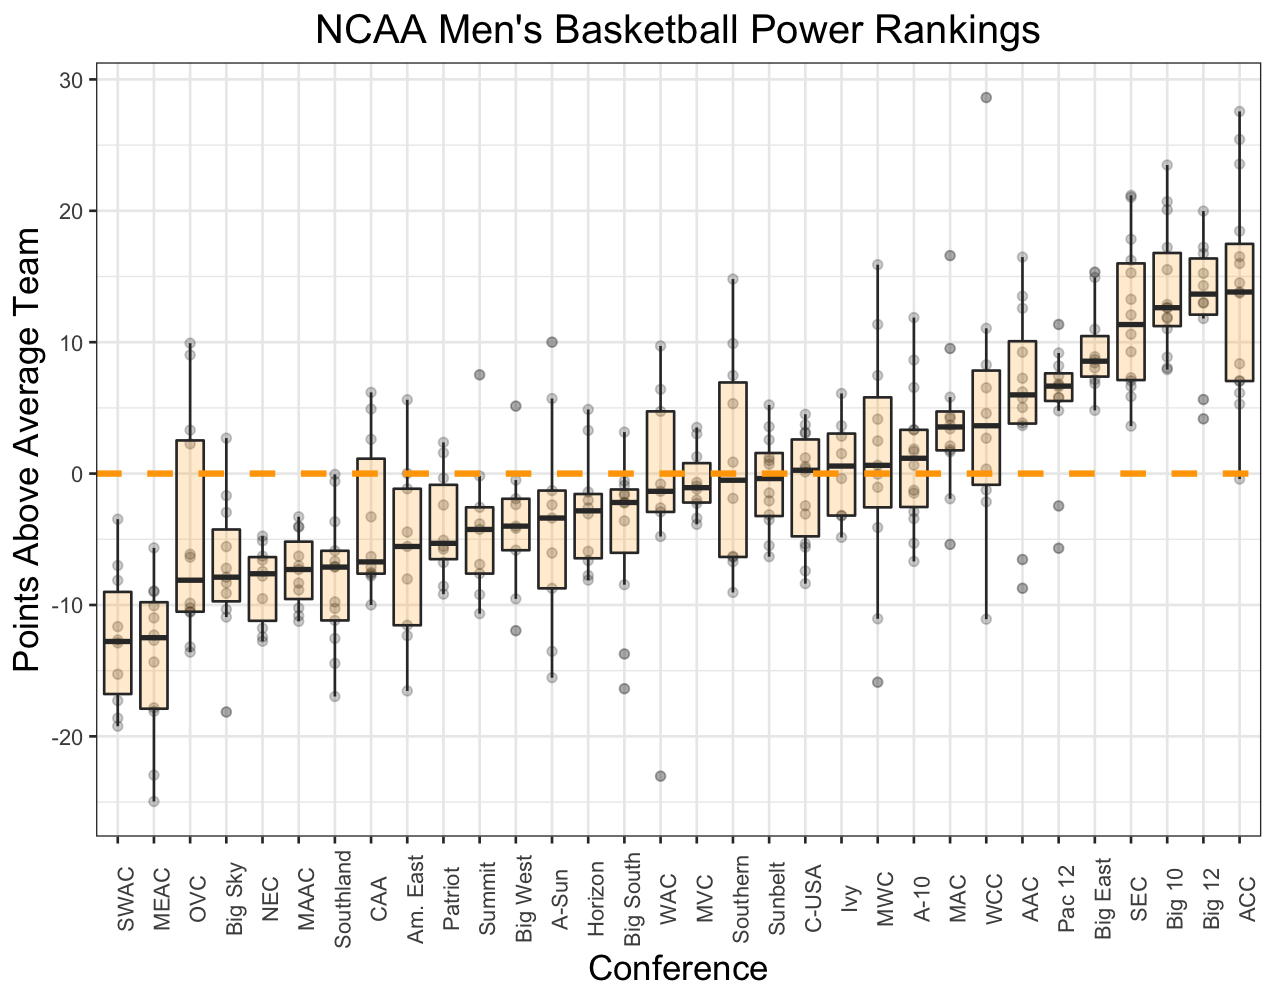 NCAA Men's Basketball Power Rankings
Points Above Average Team
30
20
10
0
-10
-20
SWAC
MEAC
OVC
Big Sky
NEC
MAAC
Southland
CAA
Am. East
Patriot
Summit
Big West
A-Sun
Horizon
Big South
WAC
MVC
Southern
Sunbelt
C-USA
Ivy
MWC
A-10
MAC
WCC
AAC
Pac 12
Big East
SEC
Big 10
Big 12
ACC
Conference